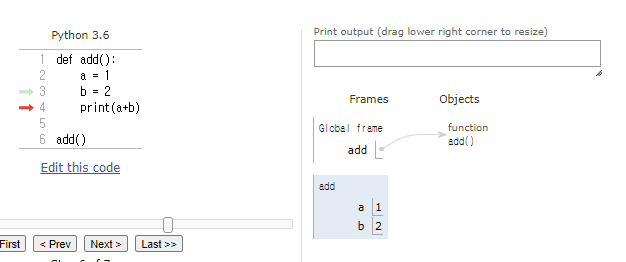 Python 3.6
1 def add():
2     a = 1
3     b = 2
4     print(a+b)
5
6 add()
Edit this code
First
< Prev
Next >
Last >>
Print output (drag lower right corner to resize)
Frames
Objects
Global frame
add
function
add()
add
a 1
b 2